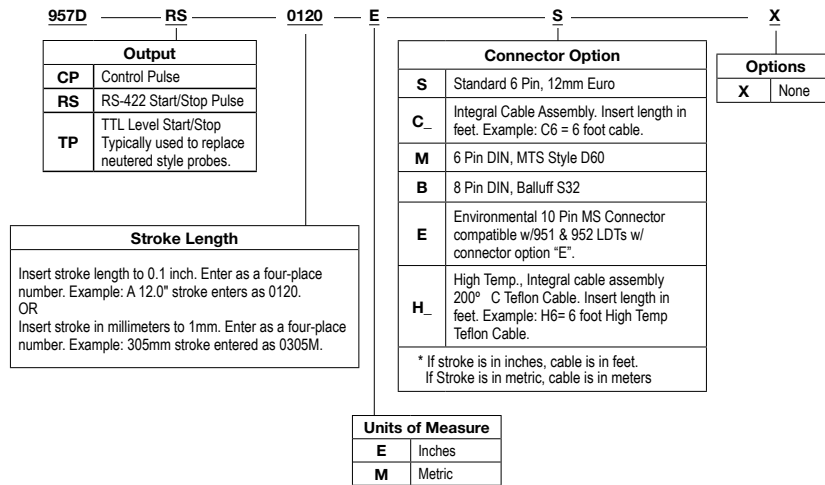 957D RS 0120 E S X
Output
CP Control Pulse
RS RS-422 Start/Stop Pulse
TP TTL Level Start/Stop
Typically used to replace
neutered style probes.
Stroke Length
Insert stroke length to 0.1 inch. Enter as a four-place
number. Example: A 12.0" stroke enters as 0120.
OR
Insert stroke in millimeters to 1mm. Enter as a four-place
number. Example: 305mm stroke entered as 0305M.
Units of Measure
E Inches
M Metric
Connector Option
S Standard 6 Pin, 12mm Euro
C_ Integral Cable Assembly. Insert length in
feet. Example: C6 = 6 foot cable.
M 6 Pin DIN, MTS Style D60
B 8 Pin DIN, Balluff S32
E Environmental 10 Pin MS Connector
compatible w/951 & 952 LDTs w/
connector option “E”.
H_ High Temp., Integral cable assembly
200º C Teflon Cable. Insert length in
feet. Example: H6= 6 foot High Temp
Teflon Cable.
* If stroke is in inches, cable is in feet.
If Stroke is in metric, cable is in meters
Options
X None